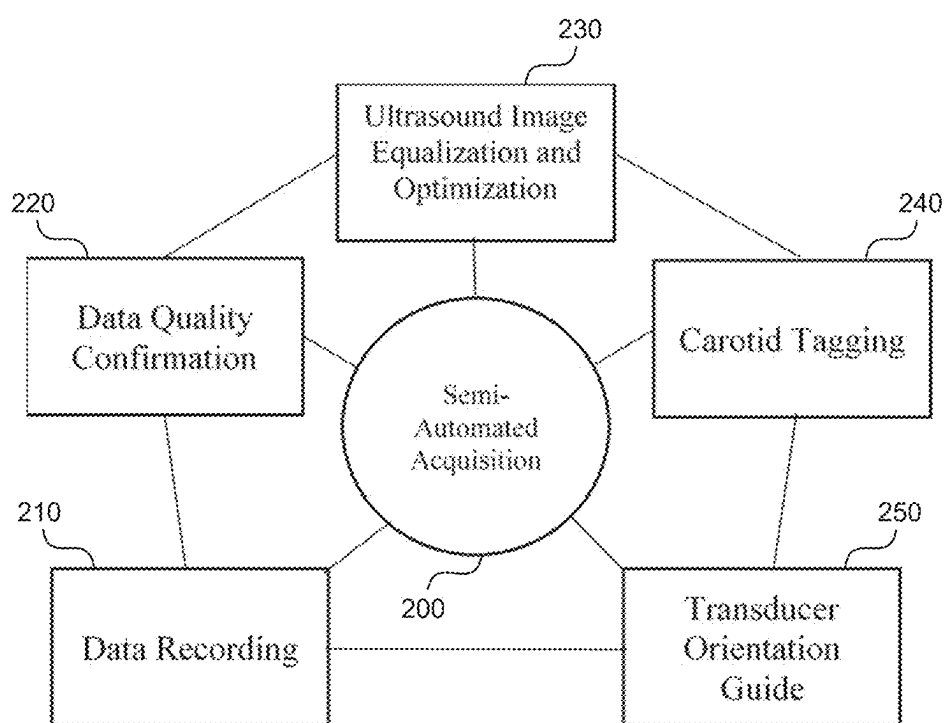 230
Ultrasound Image
Equalization and
Optimization
220
240
Data Quality
Confirmation
Carotid Tagging
Semi-
Automated
Acquisition
210
250
200
Data Recording
Transducer
Orientation
Guide